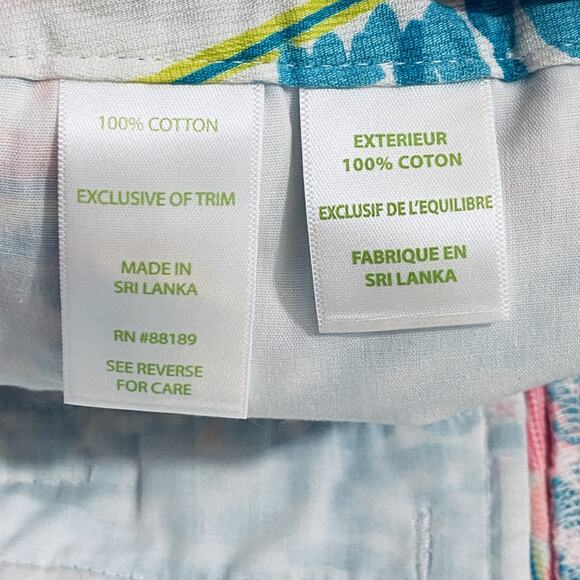 100% COTTON
EXCLUSIVE OF TRIM
MADE IN
SRI LANKA
RN #88189
SEE REVERSE
FOR CARE
EXTERIEUR
100% COTON
EXCLUSIF DE L'EQUILIBRE
FABRIQUE EN
SRI LANKA